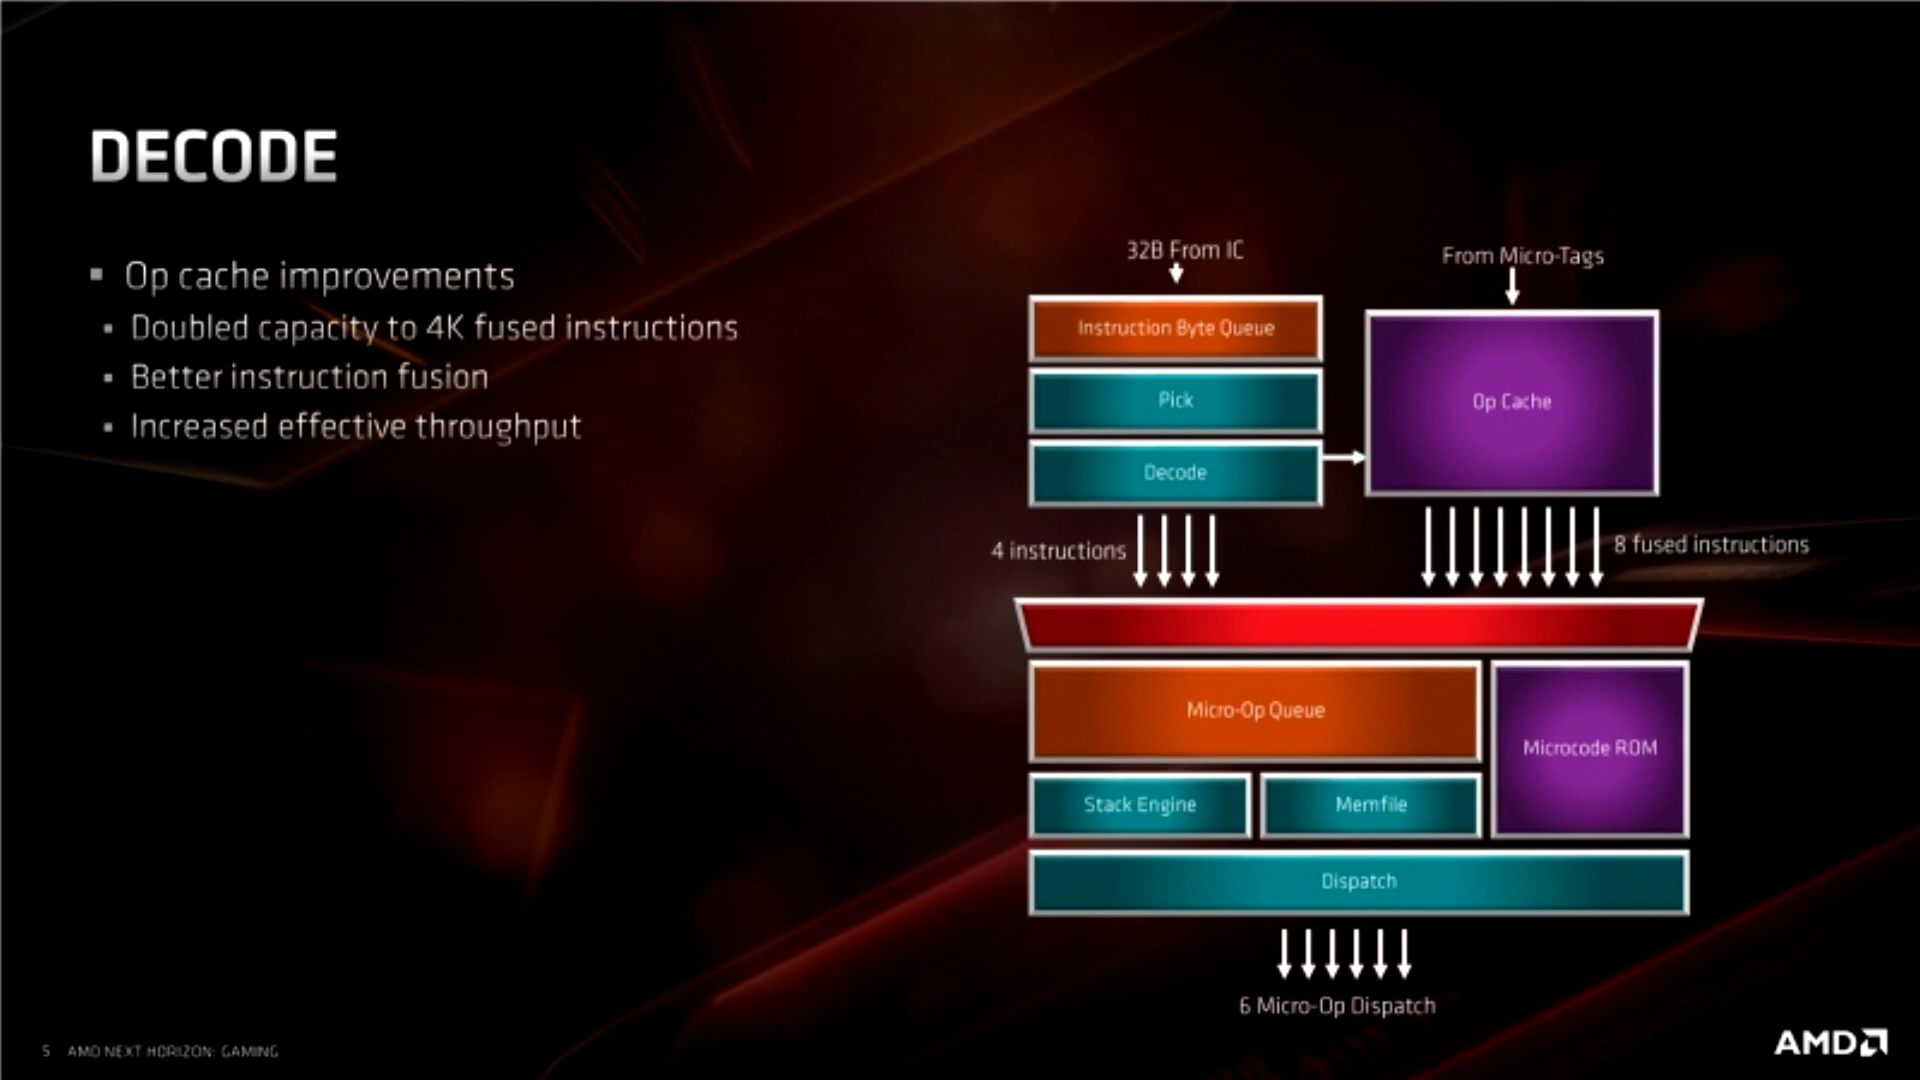 DECODE
Op cache improvements
Doubled capacity to 4K fused instructions
Better instruction fusion
Increased effective throughput
32B From IC
From Micro-Tags
Instruction Byte Queue
Pick
Op Cache
Decode
4 instructions
8 fused instructions
Micro-Op Queue
Microcode ROM
Stack Engine
Memfile
Dispatch
6 Micro-Op Dispatch
5 AMD NEXT HORIZON: GAMING
AMD